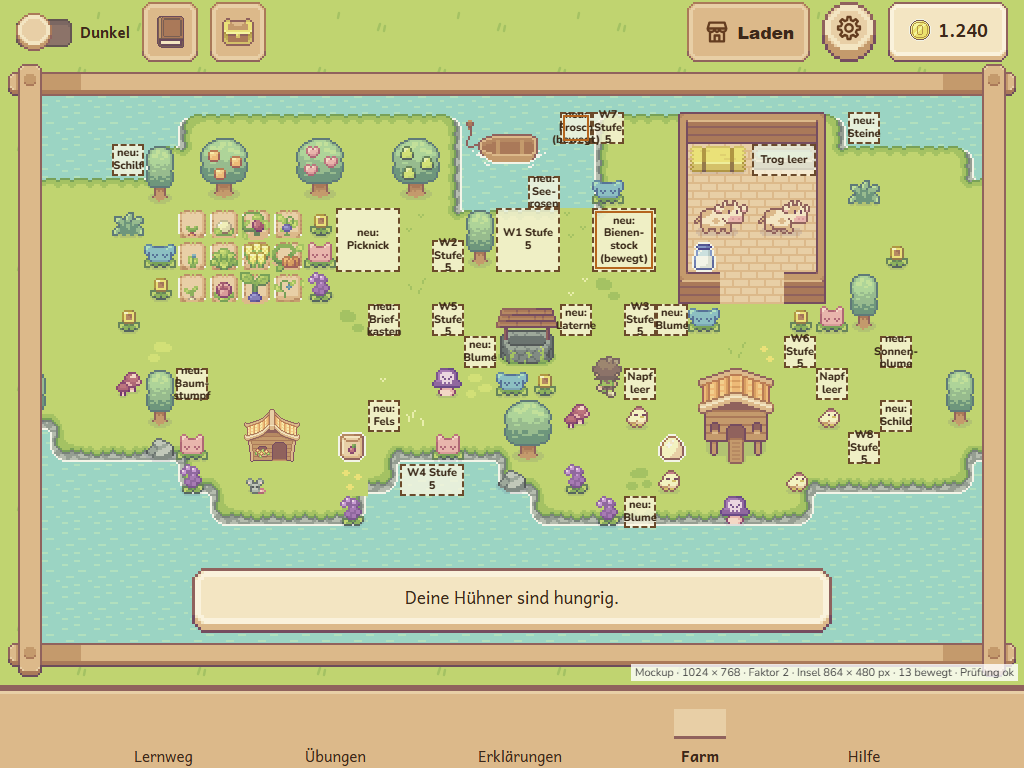 Dunkel
Laden
1.240
neu:
Schilf
neu:
Frosch
(bewegt)
W7
Stufe
5
neu:
Steine
Trog leer
neu:
See-
rosen
neu:
Picknick
W2
Stufe
5
W1 Stufe
5
neu:
Bienen-
stock
(bewegt)
neu:
Brief-
kasten
W5
Stufe
5
neu:
Laterne
W3
Stufe
5
neu:
Blume
neu:
Blume
W6
Stufe
5
neu:
Sonnen-
blume
neu:
Baum-
stumpf
Napf
leer
Napf
leer
neu:
Fels
neu:
Schild
W8
Stufe
5
W4 Stufe
5
neu:
Blume
Deine Hühner sind hungrig.
Mockup · 1024 × 768 · Faktor 2 · Insel 864 × 480 px · 13 bewegt · Prüfung ok
Lernweg
Übungen
Erklärungen
Farm
Hilfe